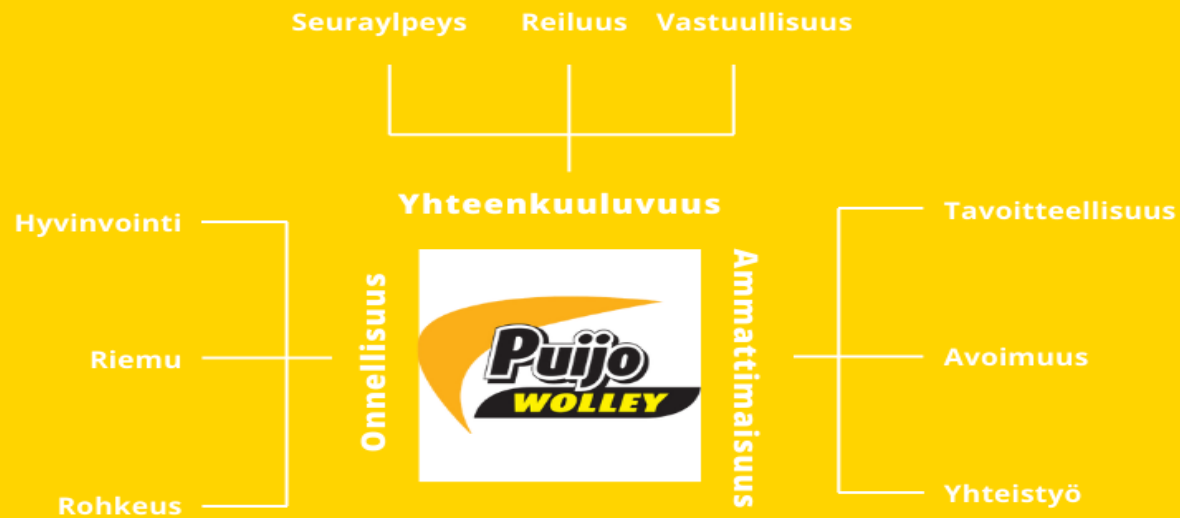 Seuraylpeys Reiluus Vastuullisuus
Yhteenkuuluvuus
Hyvinvointi
Riemu
Rohkeus
Onnellisuus
Puijo
WOLLEY
Ammattimaisuus
Tavoitteellisuus
Avoimuus
Yhteistyö